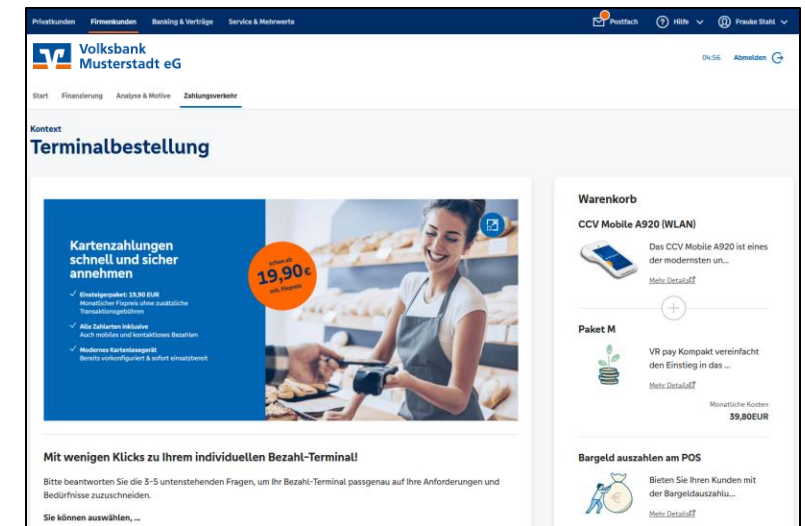 Privatkunden Firmenkunden Banking & Verträge Service & Mehrwerte Postfach Hilfe Frauke Stahl
Volksbank
Musterstadt eG
04:56 Abmelden
Start Finanzierung Analyse & Motive Zahlungsverkehr
Kontext
Terminalbestellung
Kartenzahlungen
schnell und sicher
annehmen
Einsteigerpaket: 19,90 EUR
Monatlicher Fixpreis ohne zusätzliche
Transaktionsgebühren
Alle Zahlarten inklusive
Auch mobiles und kontaktloses Bezahlen
Modernes Kartenlesegerät
Bereits vorkonfiguriert & sofort einsatzbereit
schon ab
19,90€
mtl. Fixpreis
Mit wenigen Klicks zu Ihrem individuellen Bezahl-Terminal!
Bitte beantworten Sie die 3-5 untenstehenden Fragen, um Ihr Bezahl-Terminal passgenau auf Ihre Anforderungen und
Bedürfnisse zuzuschneiden.
Sie können auswählen, ...
Warenkorb
CCV Mobile A920 (WLAN)
Das CCV Mobile A920 ist eines
der modernsten un...
Mehr Details
Paket M
VR pay Kompakt vereinfacht
den Einstieg in das ...
Mehr Details
Monatliche Kosten
39,80EUR
Bargeld auszahlen am POS
Bieten Sie Ihren Kunden mit
der Bargeldauszahlu...
Mehr Details